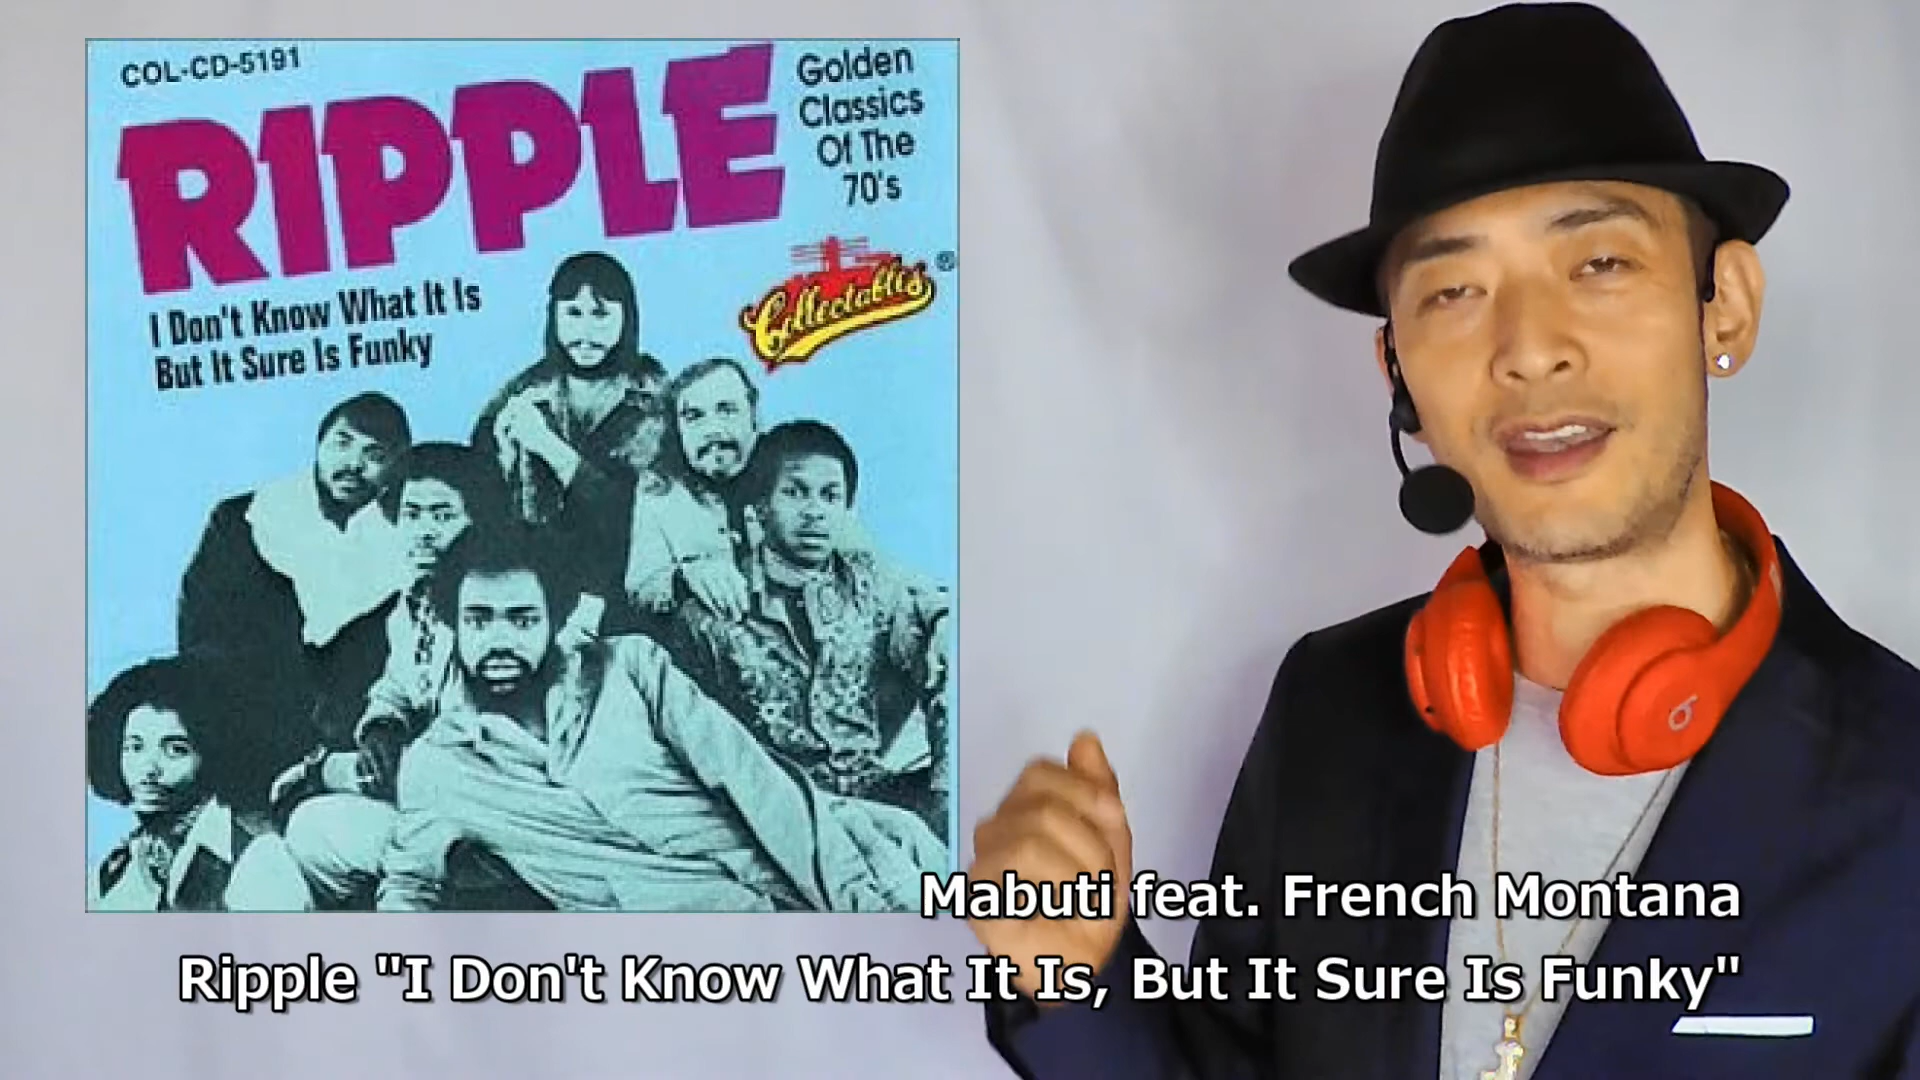 COL-CD-5191
RIPPLE
Golden
Classics
Of The
70's
I Don't Know What It Is
But It Sure Is Funky
Collectables
Mabuti feat. French Montana
Ripple "I Don't Know What It Is, But It Sure Is Funky"